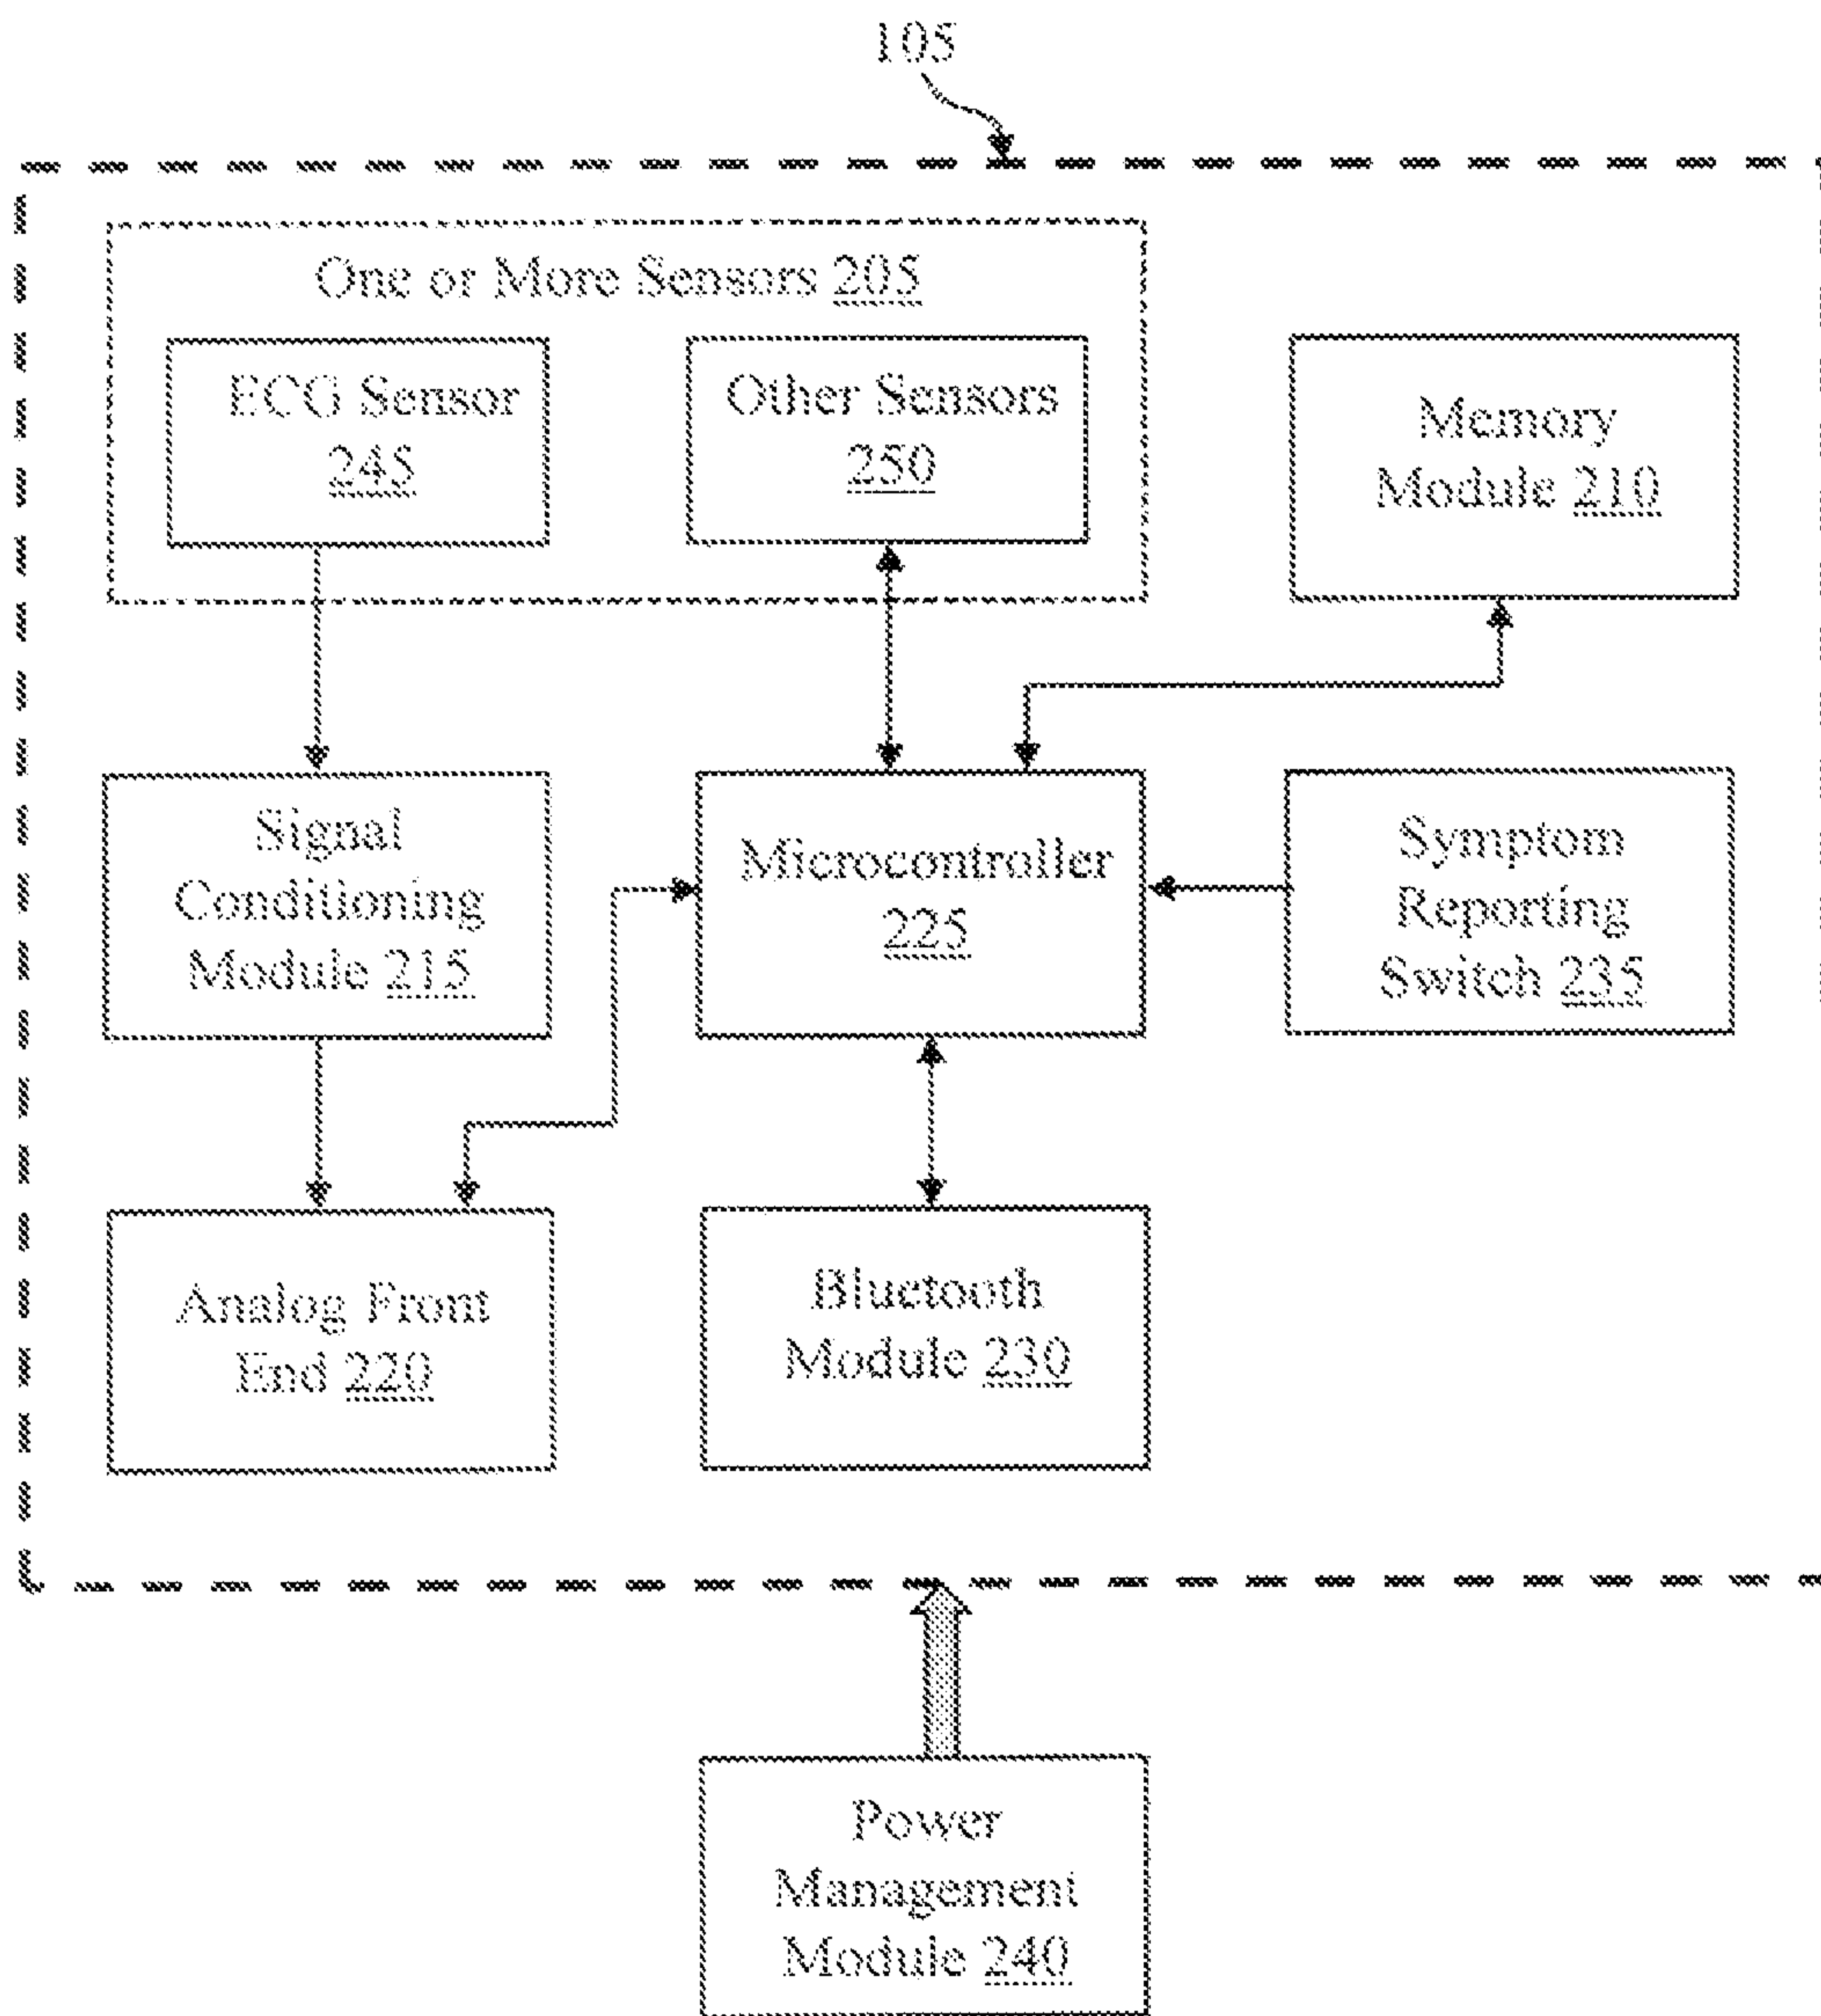 105
One or More Sensors 205
ECG Sensor
245
Other Sensors
250
Memory
Module 210
Signal
Conditioning
Module 215
Microcontroller
225
Symptom
Reporting
Switch 235
Analog Front
End 220
Bluetooth
Module 230
Power
Management
Module 240